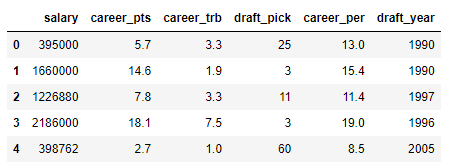 salary career_pts career_trb draft_pick career_per draft_year
0 395000 5.7 3.3 25 13.0 1990
1 1660000 14.6 1.9 3 15.4 1990
2 1226880 7.8 3.3 11 11.4 1997
3 2186000 18.1 7.5 3 19.0 1996
4 398762 2.7 1.0 60 8.5 2005